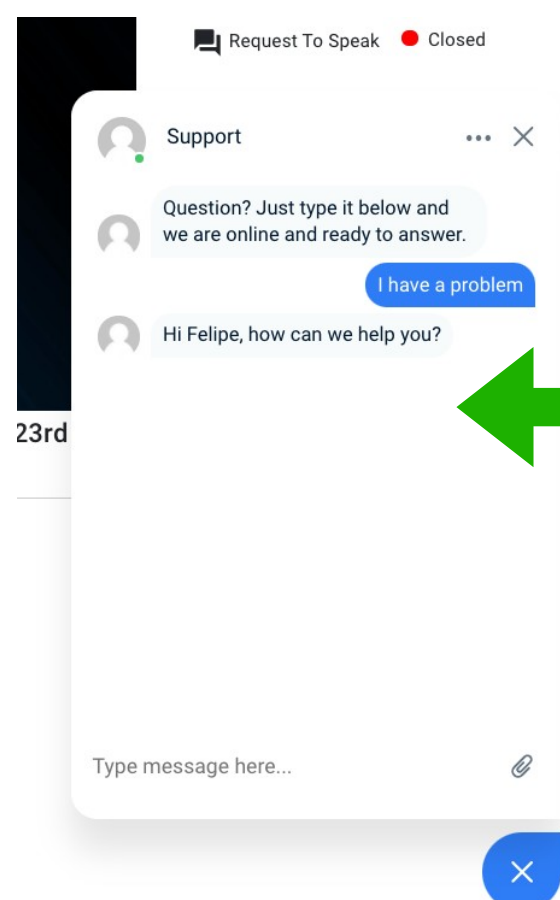 Request To Speak Closed
Support
Question? Just type it below and
we are online and ready to answer.
I have a problem
Hi Felipe, how can we help you?
23rd
Type message here...